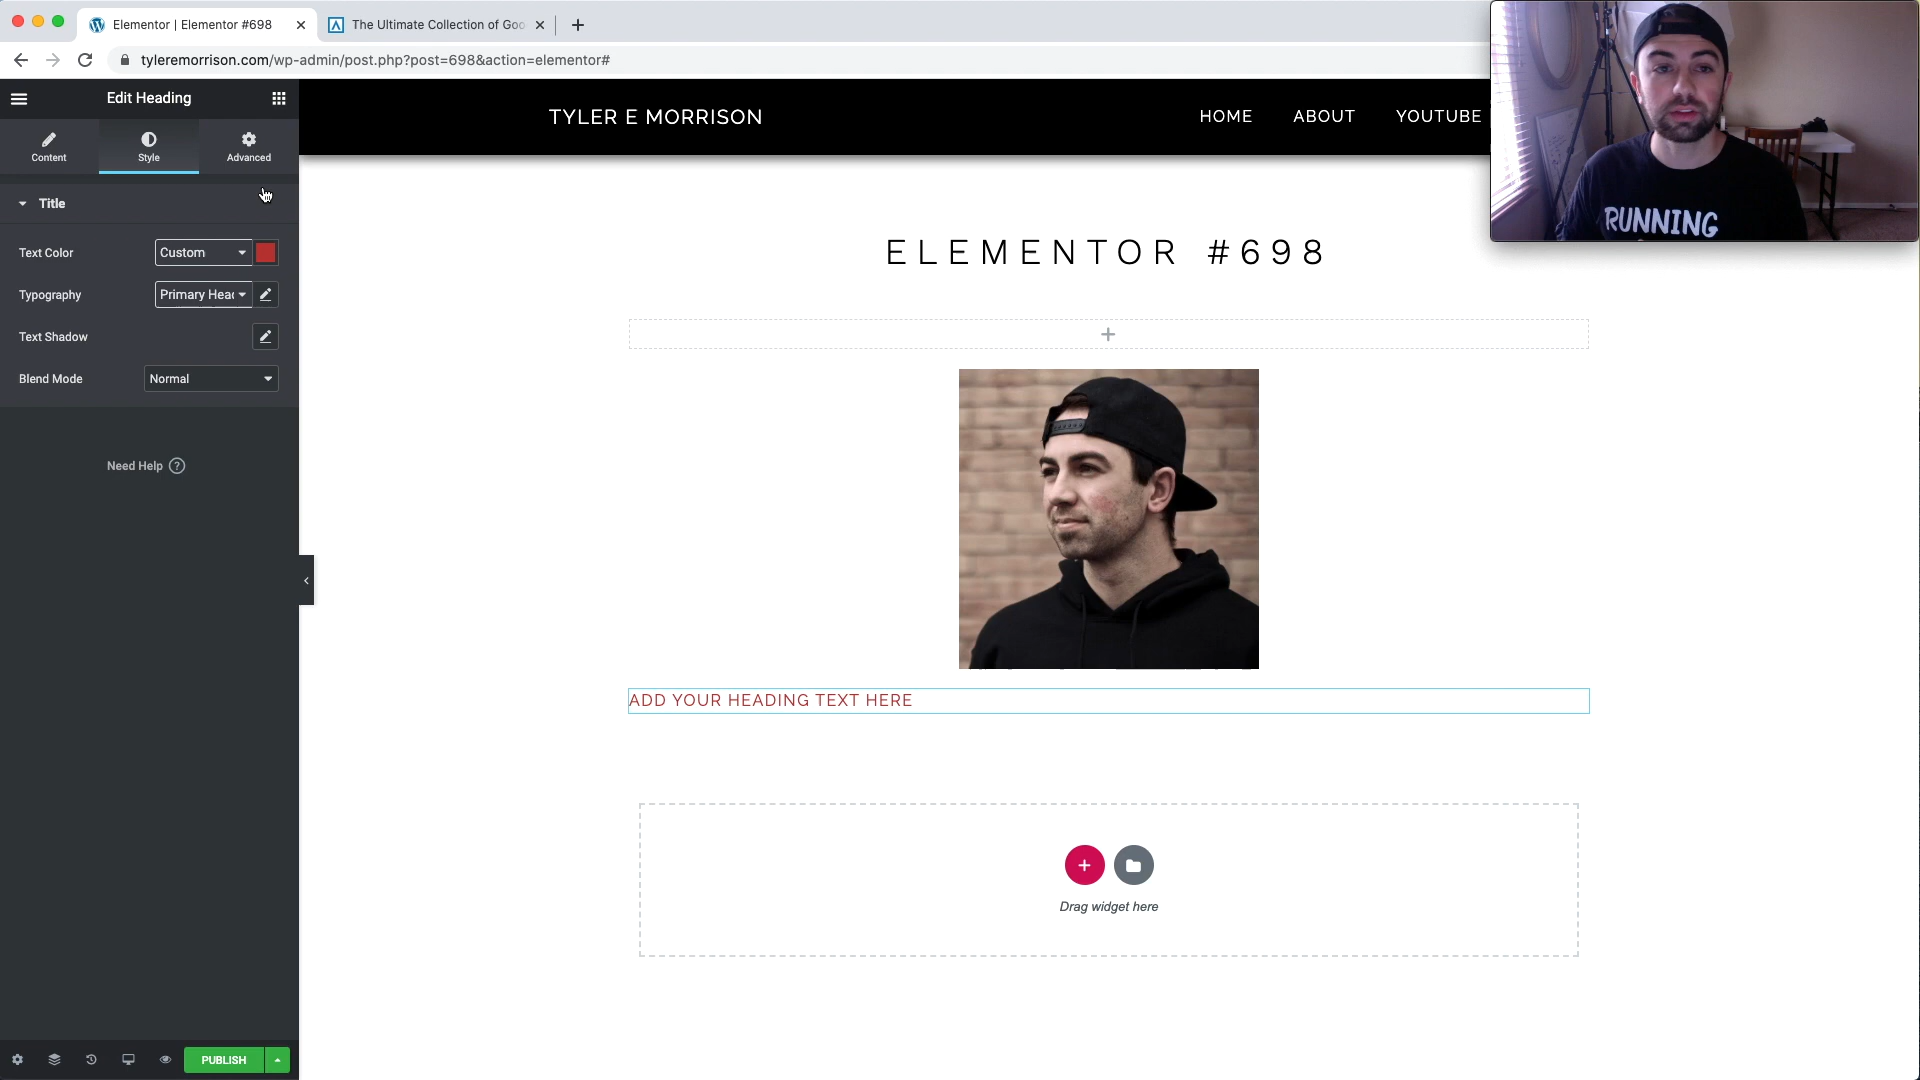 Elementor | Elementor #698
The Ultimate Collection of Goo
tyleremorrison.com/wp-admin/post.php?post=698&action=elementor#
Edit Heading
Content
Style
Advanced
Title
Text Color
Custom
Typography
Primary Head
Text Shadow
Blend Mode
Normal
Need Help ?
PUBLISH
TYLER E MORRISON
HOME
ABOUT
YOUTUBE
RUNNING
ELEMENTOR #698
ADD YOUR HEADING TEXT HERE
Drag widget here